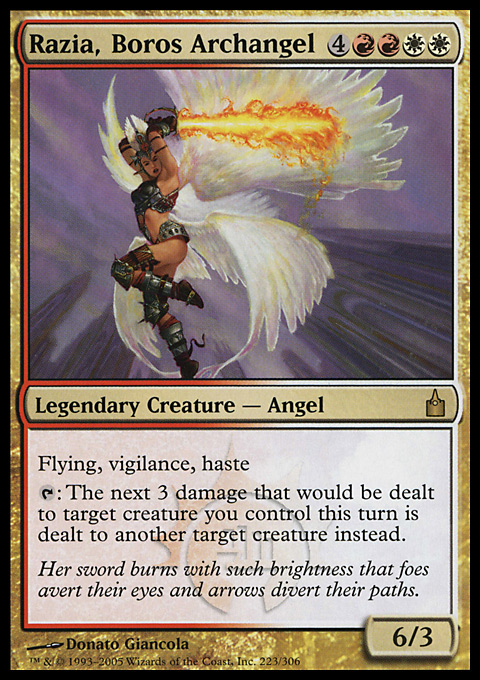 Razia, Boros Archangel 4
Legendary Creature — Angel
Flying, vigilance, haste
: The next 3 damage that would be dealt
to target creature you control this turn is
dealt to another target creature instead.
Her sword burns with such brightness that foes
avert their eyes and arrows divert their paths.
Donato Giancola
™ & © 1993–2005 Wizards of the Coast, Inc. 223/306
6/3